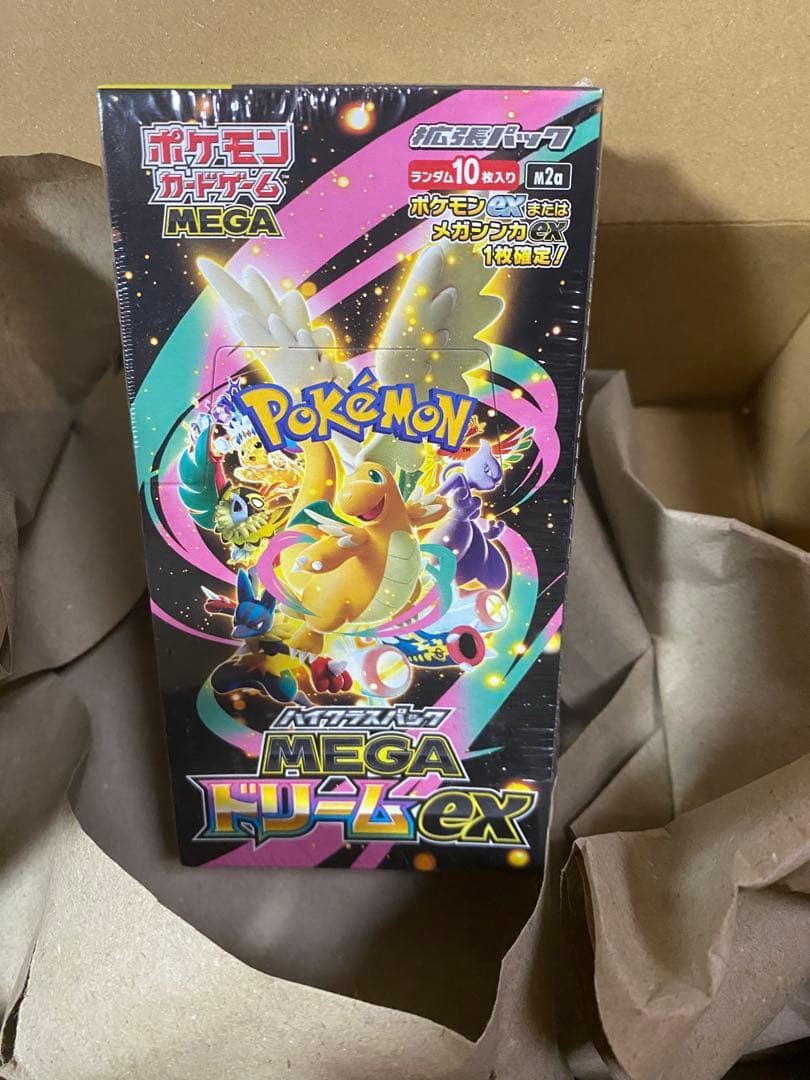 ポケモン
カードゲーム™
MEGA
拡張パック
ランダム10枚入り
M2a
ポケモンexまたは
メガシンカex
1枚確定!
POKéMON™
ハイクラスパック
MEGA
ドリームex